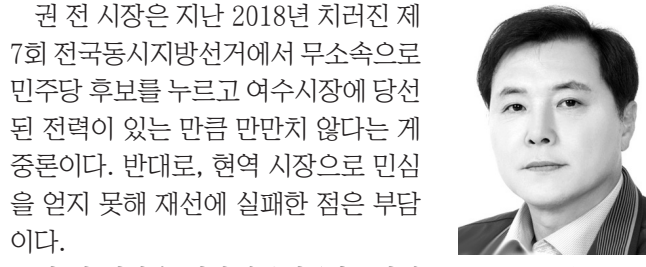 권 전 시장은 지난 2018년 치러진 제
7회 전국동시지방선거에서 무소속으로
민주당 후보를 누르고 여수시장에 당선
된 전력이 있는 만큼 만만치 않다는 게
중론이다. 반대로, 현역 시장으로 민심
을 얻지 못해 재선에 실패한 점은 부담
이다.